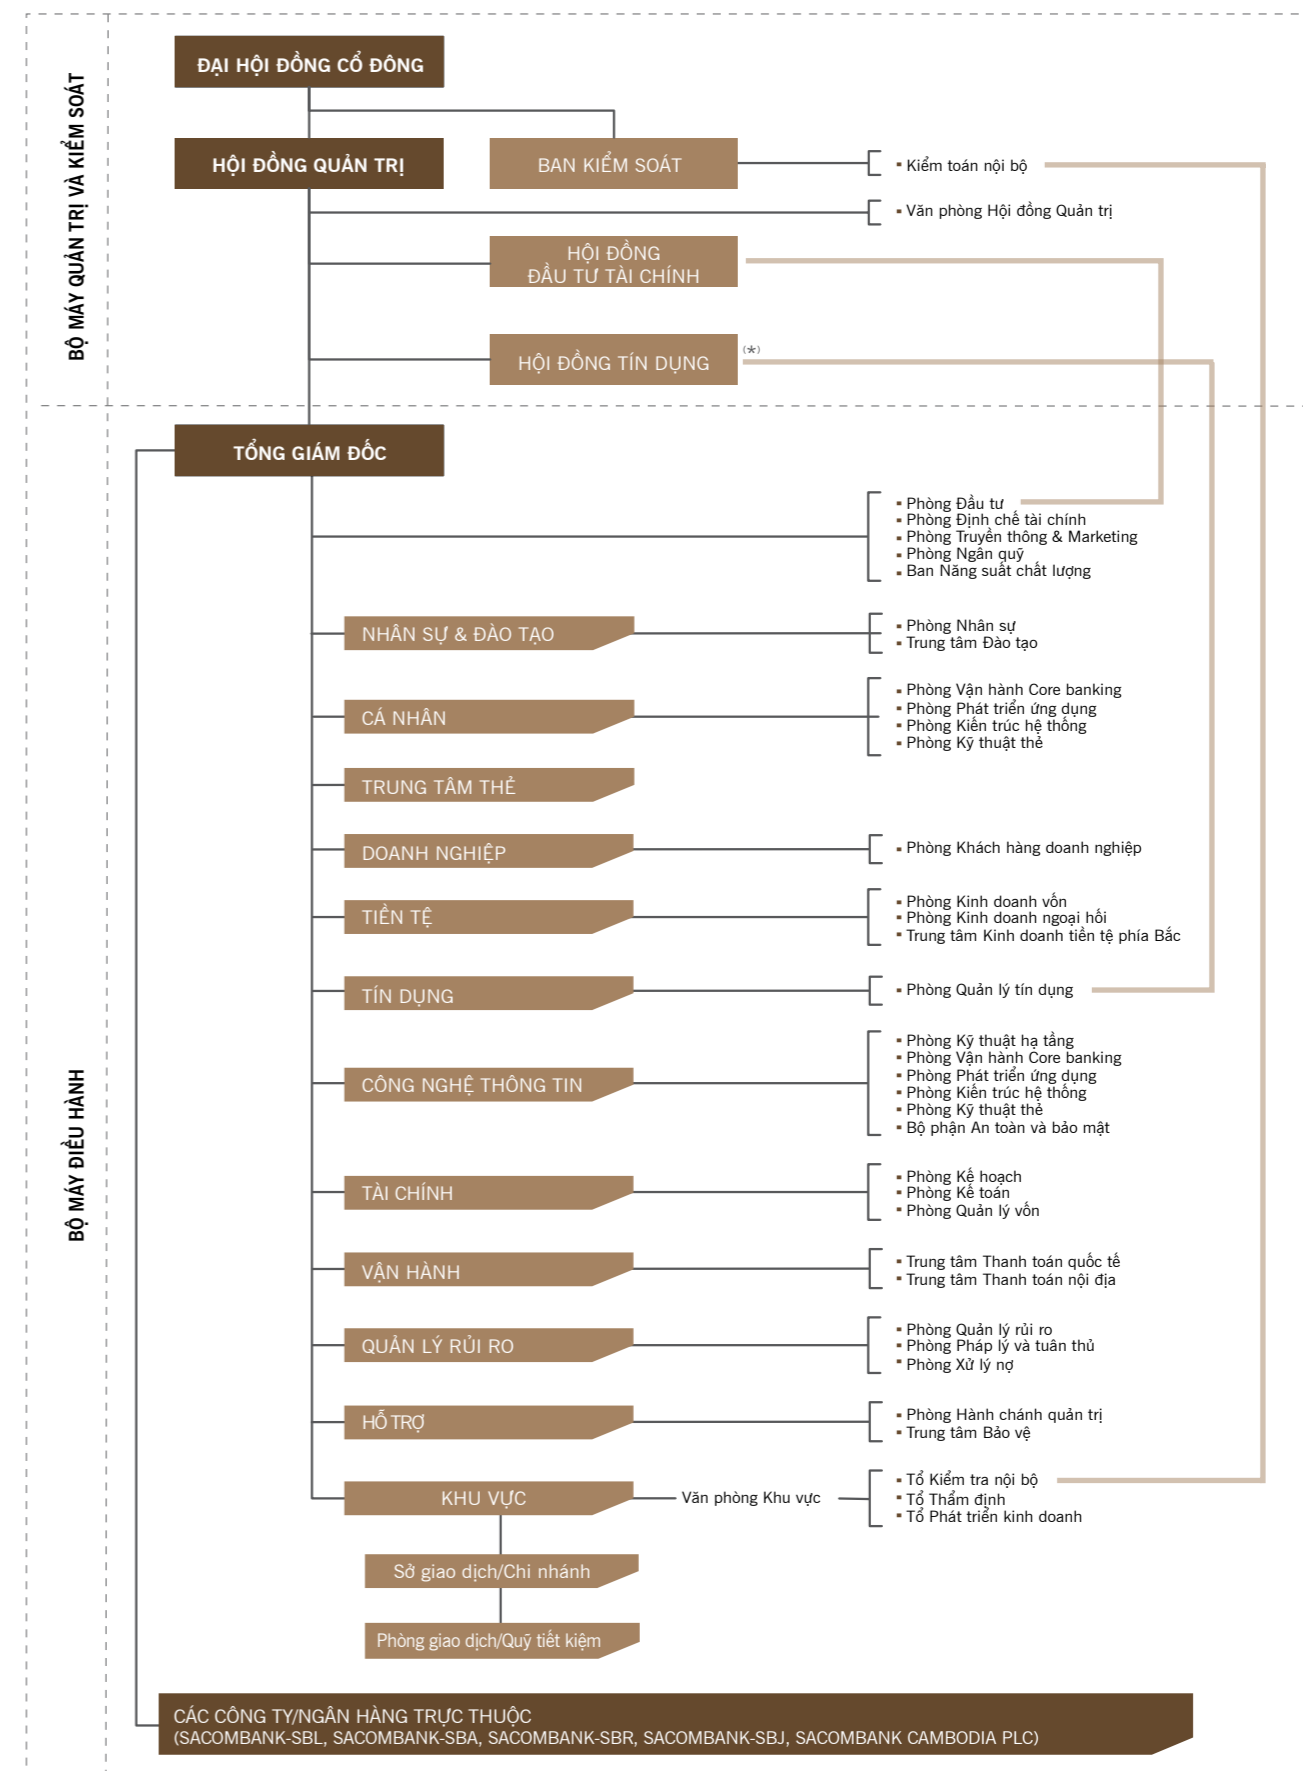 BỘ MÁY QUẢN TRỊ VÀ KIỂM SOÁT
ĐẠI HỘI ĐỒNG CỔ ĐÔNG
HỘI ĐỒNG QUẢN TRỊ
BAN KIỂM SOÁT
▪ Kiểm toán nội bộ
▪ Văn phòng Hội đồng Quản trị
HỘI ĐỒNG
ĐẦU TƯ TÀI CHÍNH
HỘI ĐỒNG TÍN DỤNG (*)
BỘ MÁY ĐIỀU HÀNH
TỔNG GIÁM ĐỐC
▪ Phòng Đầu tư
▪ Phòng Định chế tài chính
▪ Phòng Truyền thông & Marketing
▪ Phòng Ngân quỹ
▪ Ban Năng suất chất lượng
NHÂN SỰ & ĐÀO TẠO
▪ Phòng Nhân sự
▪ Trung tâm Đào tạo
CÁ NHÂN
▪ Phòng Vận hành Core banking
▪ Phòng Phát triển ứng dụng
▪ Phòng Kiến trúc hệ thống
▪ Phòng Kỹ thuật thẻ
TRUNG TÂM THẺ
DOANH NGHIỆP
▪ Phòng Khách hàng doanh nghiệp
TIỀN TỆ
▪ Phòng Kinh doanh vốn
▪ Phòng Kinh doanh ngoại hối
▪ Trung tâm Kinh doanh tiền tệ phía Bắc
TÍN DỤNG
▪ Phòng Quản lý tín dụng
CÔNG NGHỆ THÔNG TIN
▪ Phòng Kỹ thuật hạ tầng
▪ Phòng Vận hành Core banking
▪ Phòng Phát triển ứng dụng
▪ Phòng Kiến trúc hệ thống
▪ Phòng Kỹ thuật thẻ
▪ Bộ phận An toàn và bảo mật
TÀI CHÍNH
▪ Phòng Kế hoạch
▪ Phòng Kế toán
▪ Phòng Quản lý vốn
VẬN HÀNH
▪ Trung tâm Thanh toán quốc tế
▪ Trung tâm Thanh toán nội địa
QUẢN LÝ RỦI RO
▪ Phòng Quản lý rủi ro
▪ Phòng Pháp lý và tuân thủ
▪ Phòng Xử lý nợ
HỖ TRỢ
▪ Phòng Hành chánh quản trị
▪ Trung tâm Bảo vệ
KHU VỰC
Văn phòng Khu vực
▪ Tổ Kiểm tra nội bộ
▪ Tổ Thẩm định
▪ Tổ Phát triển kinh doanh
Sở giao dịch/Chi nhánh
Phòng giao dịch/Quỹ tiết kiệm
CÁC CÔNG TY/NGÂN HÀNG TRỰC THUỘC
(SACOMBANK-SBL, SACOMBANK-SBA, SACOMBANK-SBR, SACOMBANK-SBJ, SACOMBANK CAMBODIA PLC)